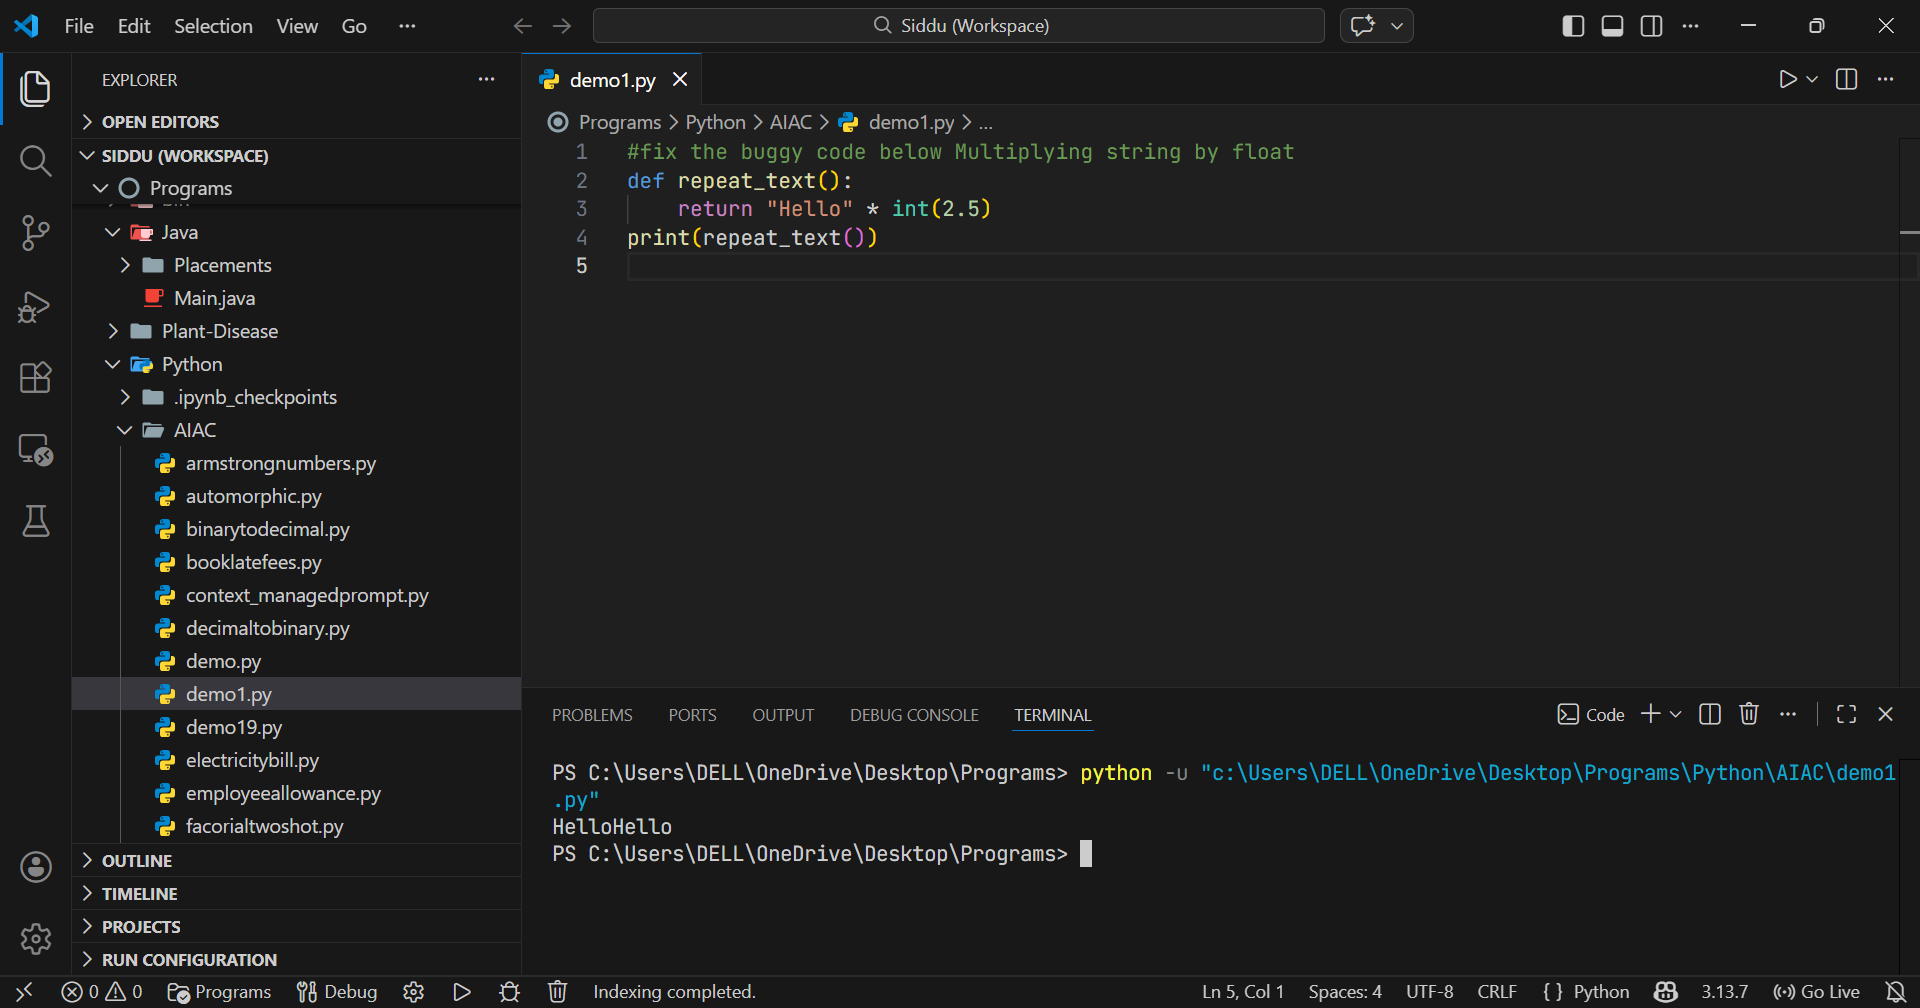 File Edit Selection View Go
Siddu (Workspace)
EXPLORER
OPEN EDITORS
SIDDU (WORKSPACE)
Programs
Java
Placements
Main.java
Plant-Disease
Python
.ipynb_checkpoints
AIAC
armstrongnumbers.py
automorphic.py
binarytodecimal.py
booklatefees.py
context_managedprompt.py
decimaltobinary.py
demo.py
demo1.py
demo19.py
electricitybill.py
employeeallowance.py
facorialtwoshot.py
OUTLINE
TIMELINE
PROJECTS
RUN CONFIGURATION
demo1.py
Programs > Python > AIAC > demo1.py > ...
1 #fix the buggy code below Multiplying string by float
2 def repeat_text():
3 return "Hello" * int(2.5)
4 print(repeat_text())
5
PROBLEMS PORTS OUTPUT DEBUG CONSOLE TERMINAL
Code
PS C:\Users\DELL\OneDrive\Desktop\Programs> python -u "c:\Users\DELL\OneDrive\Desktop\Programs\Python\AIAC\demo1
.py"
HelloHello
PS C:\Users\DELL\OneDrive\Desktop\Programs>
0 0 Programs Debug Indexing completed. Ln 5, Col 1 Spaces: 4 UTF-8 CRLF { } Python 3.13.7 Go Live